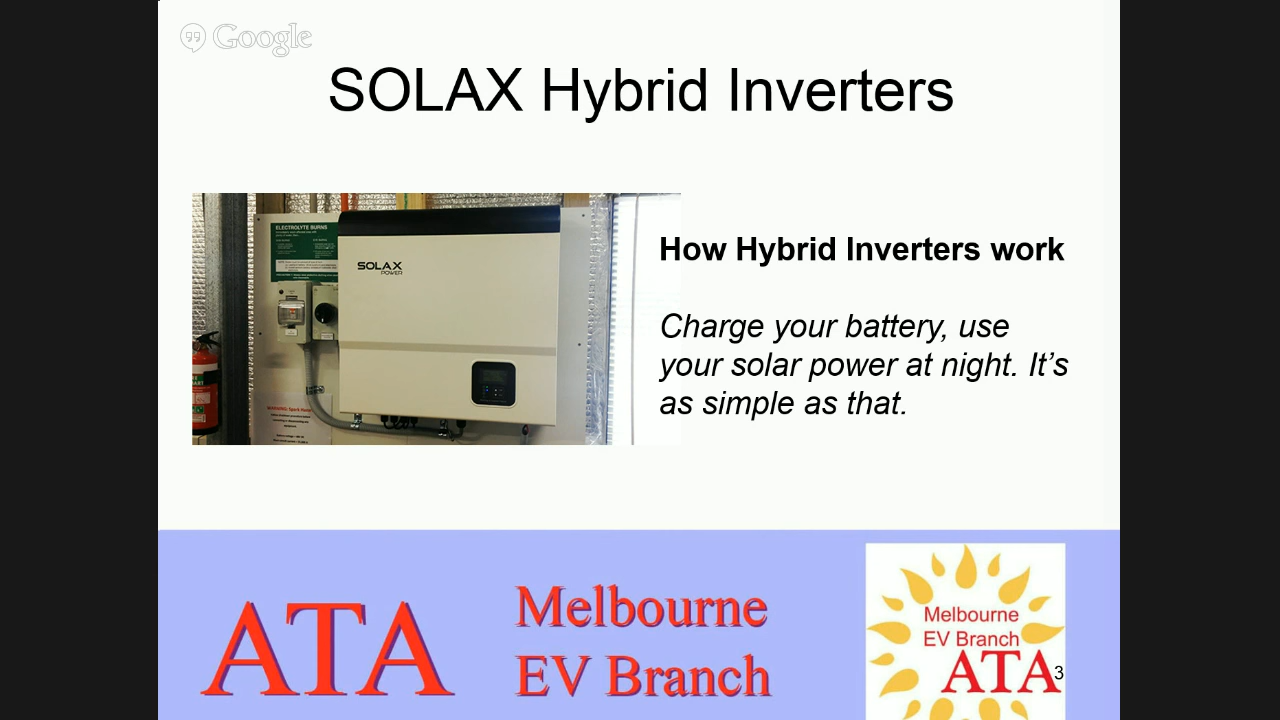 Google
SOLAX Hybrid Inverters
ELECTROLYTE BURNS
SOLAX
POWER
How Hybrid Inverters work
Charge your battery, use
your solar power at night. It’s
as simple as that.
ATA
Melbourne
EV Branch
Melbourne
EV Branch
ATA
3